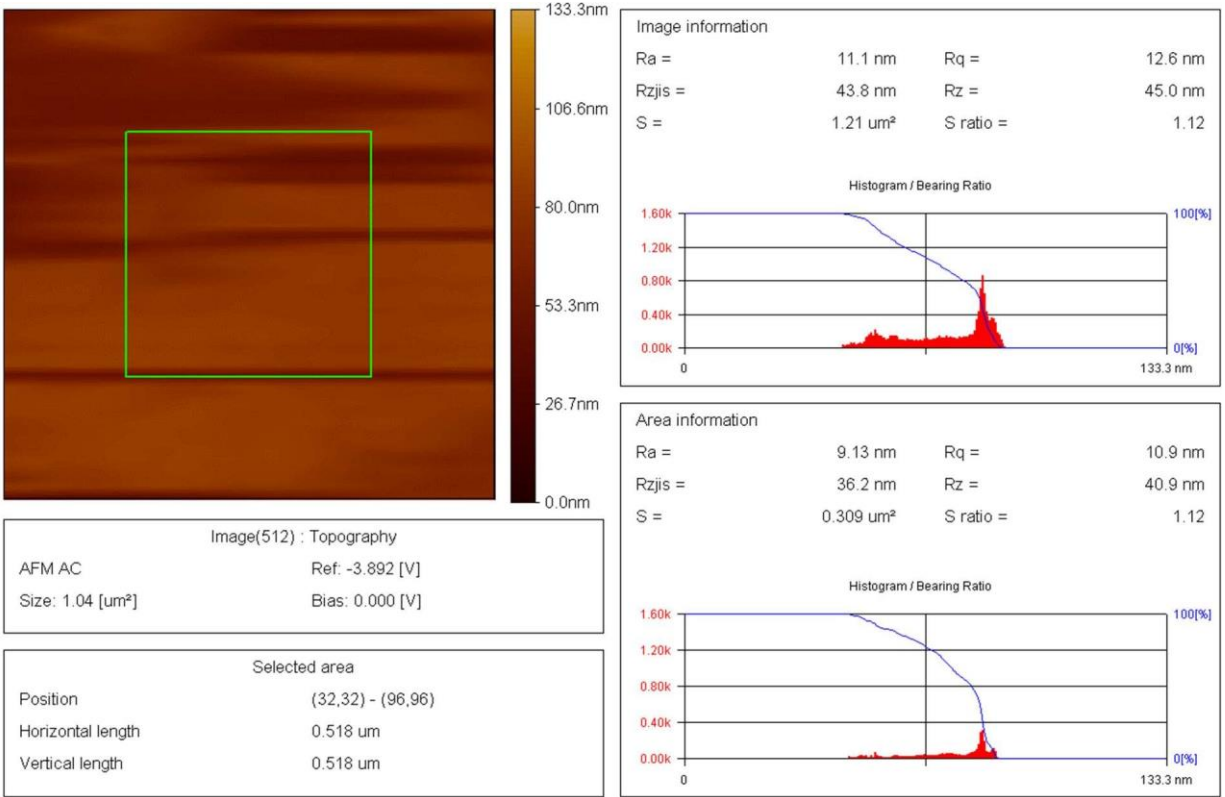 133.3nm
106.6nm
80.0nm
53.3nm
26.7nm
0.0nm
Image(512) : Topography
AFM AC Ref: -3.892 [V]
Size: 1.04 [um²] Bias: 0.000 [V]
Selected area
Position (32,32) - (96,96)
Horizontal length 0.518 um
Vertical length 0.518 um
Image information
Ra = 11.1 nm Rq = 12.6 nm
Rzjis = 43.8 nm Rz = 45.0 nm
S = 1.21 um² S ratio = 1.12
Histogram / Bearing Ratio
1.60k 100[%]
1.20k
0.80k
0.40k
0.00k 0[%]
0 133.3 nm
Area information
Ra = 9.13 nm Rq = 10.9 nm
Rzjis = 36.2 nm Rz = 40.9 nm
S = 0.309 um² S ratio = 1.12
Histogram / Bearing Ratio
1.60k 100[%]
1.20k
0.80k
0.40k
0.00k 0[%]
0 133.3 nm